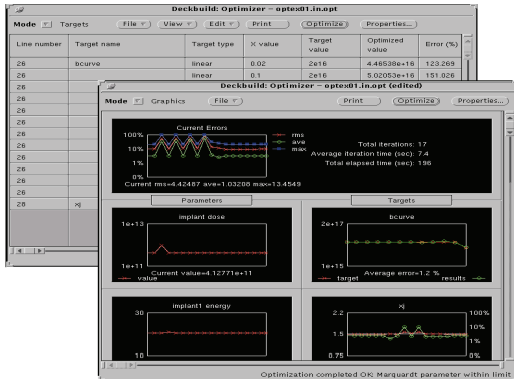 Deckbuild: Optimizer – optex01.in.opt
Mode Targets File View Edit Print Optimize Properties...
Line number Target name Target type X value Target value Optimized value Error (%)
26 bcurve linear 0.02 2e16 4.46538e+16 123.269
26 linear 0.1 2e16 5.02053e+16 151.026
26
26
26
26
26
26
26
26
26
28 xj
Deckbuild: Optimizer – optex01.in.opt (edited)
Mode Graphics File Print Optimize Properties...
Current Errors
100%
10%
1%
0%
rms
ave
max
Total iterations: 17
Average iteration time (sec): 7.4
Total elapsed time (sec): 196
Current rms=4.42487 ave=1.03208 max=13.4549
Parameters
Targets
implant dose
1e+13
1e+11
Current value=4.12771e+11
value
bcurve
2e+17
1e+15
Average error=1.2 %
target results
implant1 energy
30
10
xj
2.2
1.5
0.75
100%
10%
1%
0%
Optimization completed OK: Marquardt parameter within limit